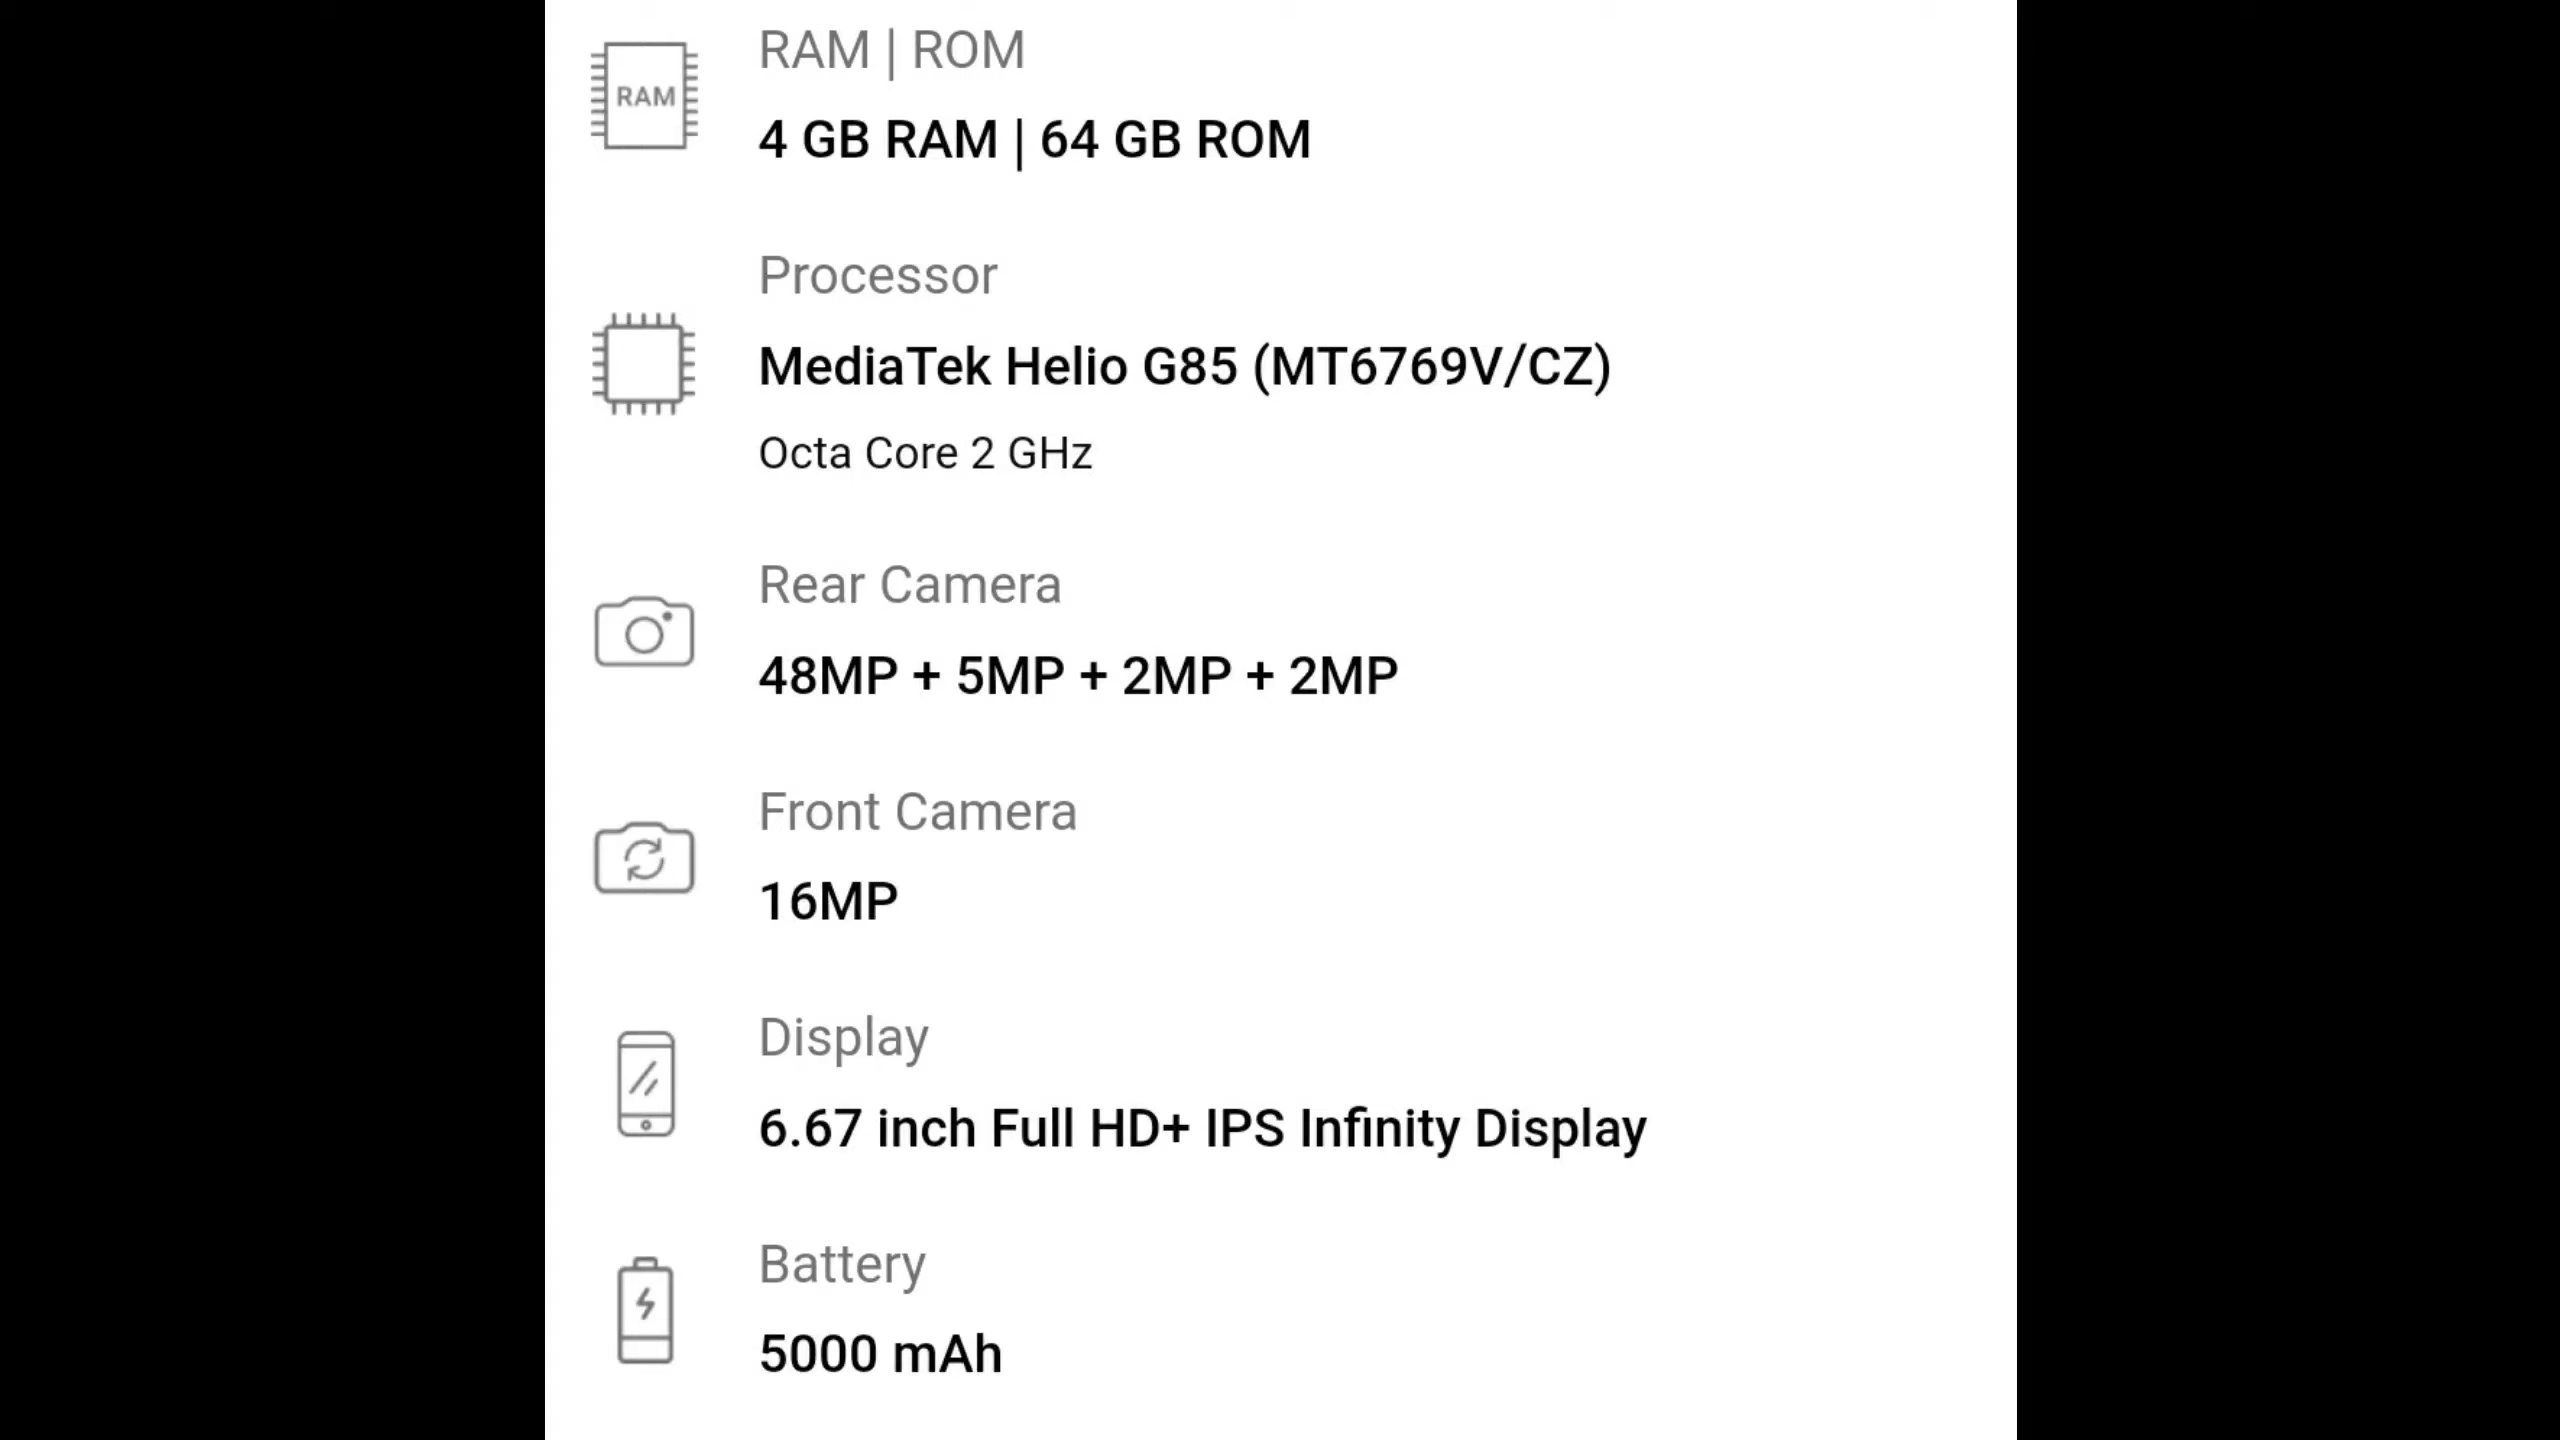 RAM | ROM
RAM
4 GB RAM | 64 GB ROM
Processor
MediaTek Helio G85 (MT6769V/CZ)
Octa Core 2 GHz
Rear Camera
48MP + 5MP + 2MP + 2MP
Front Camera
16MP
Display
6.67 inch Full HD+ IPS Infinity Display
Battery
5000 mAh